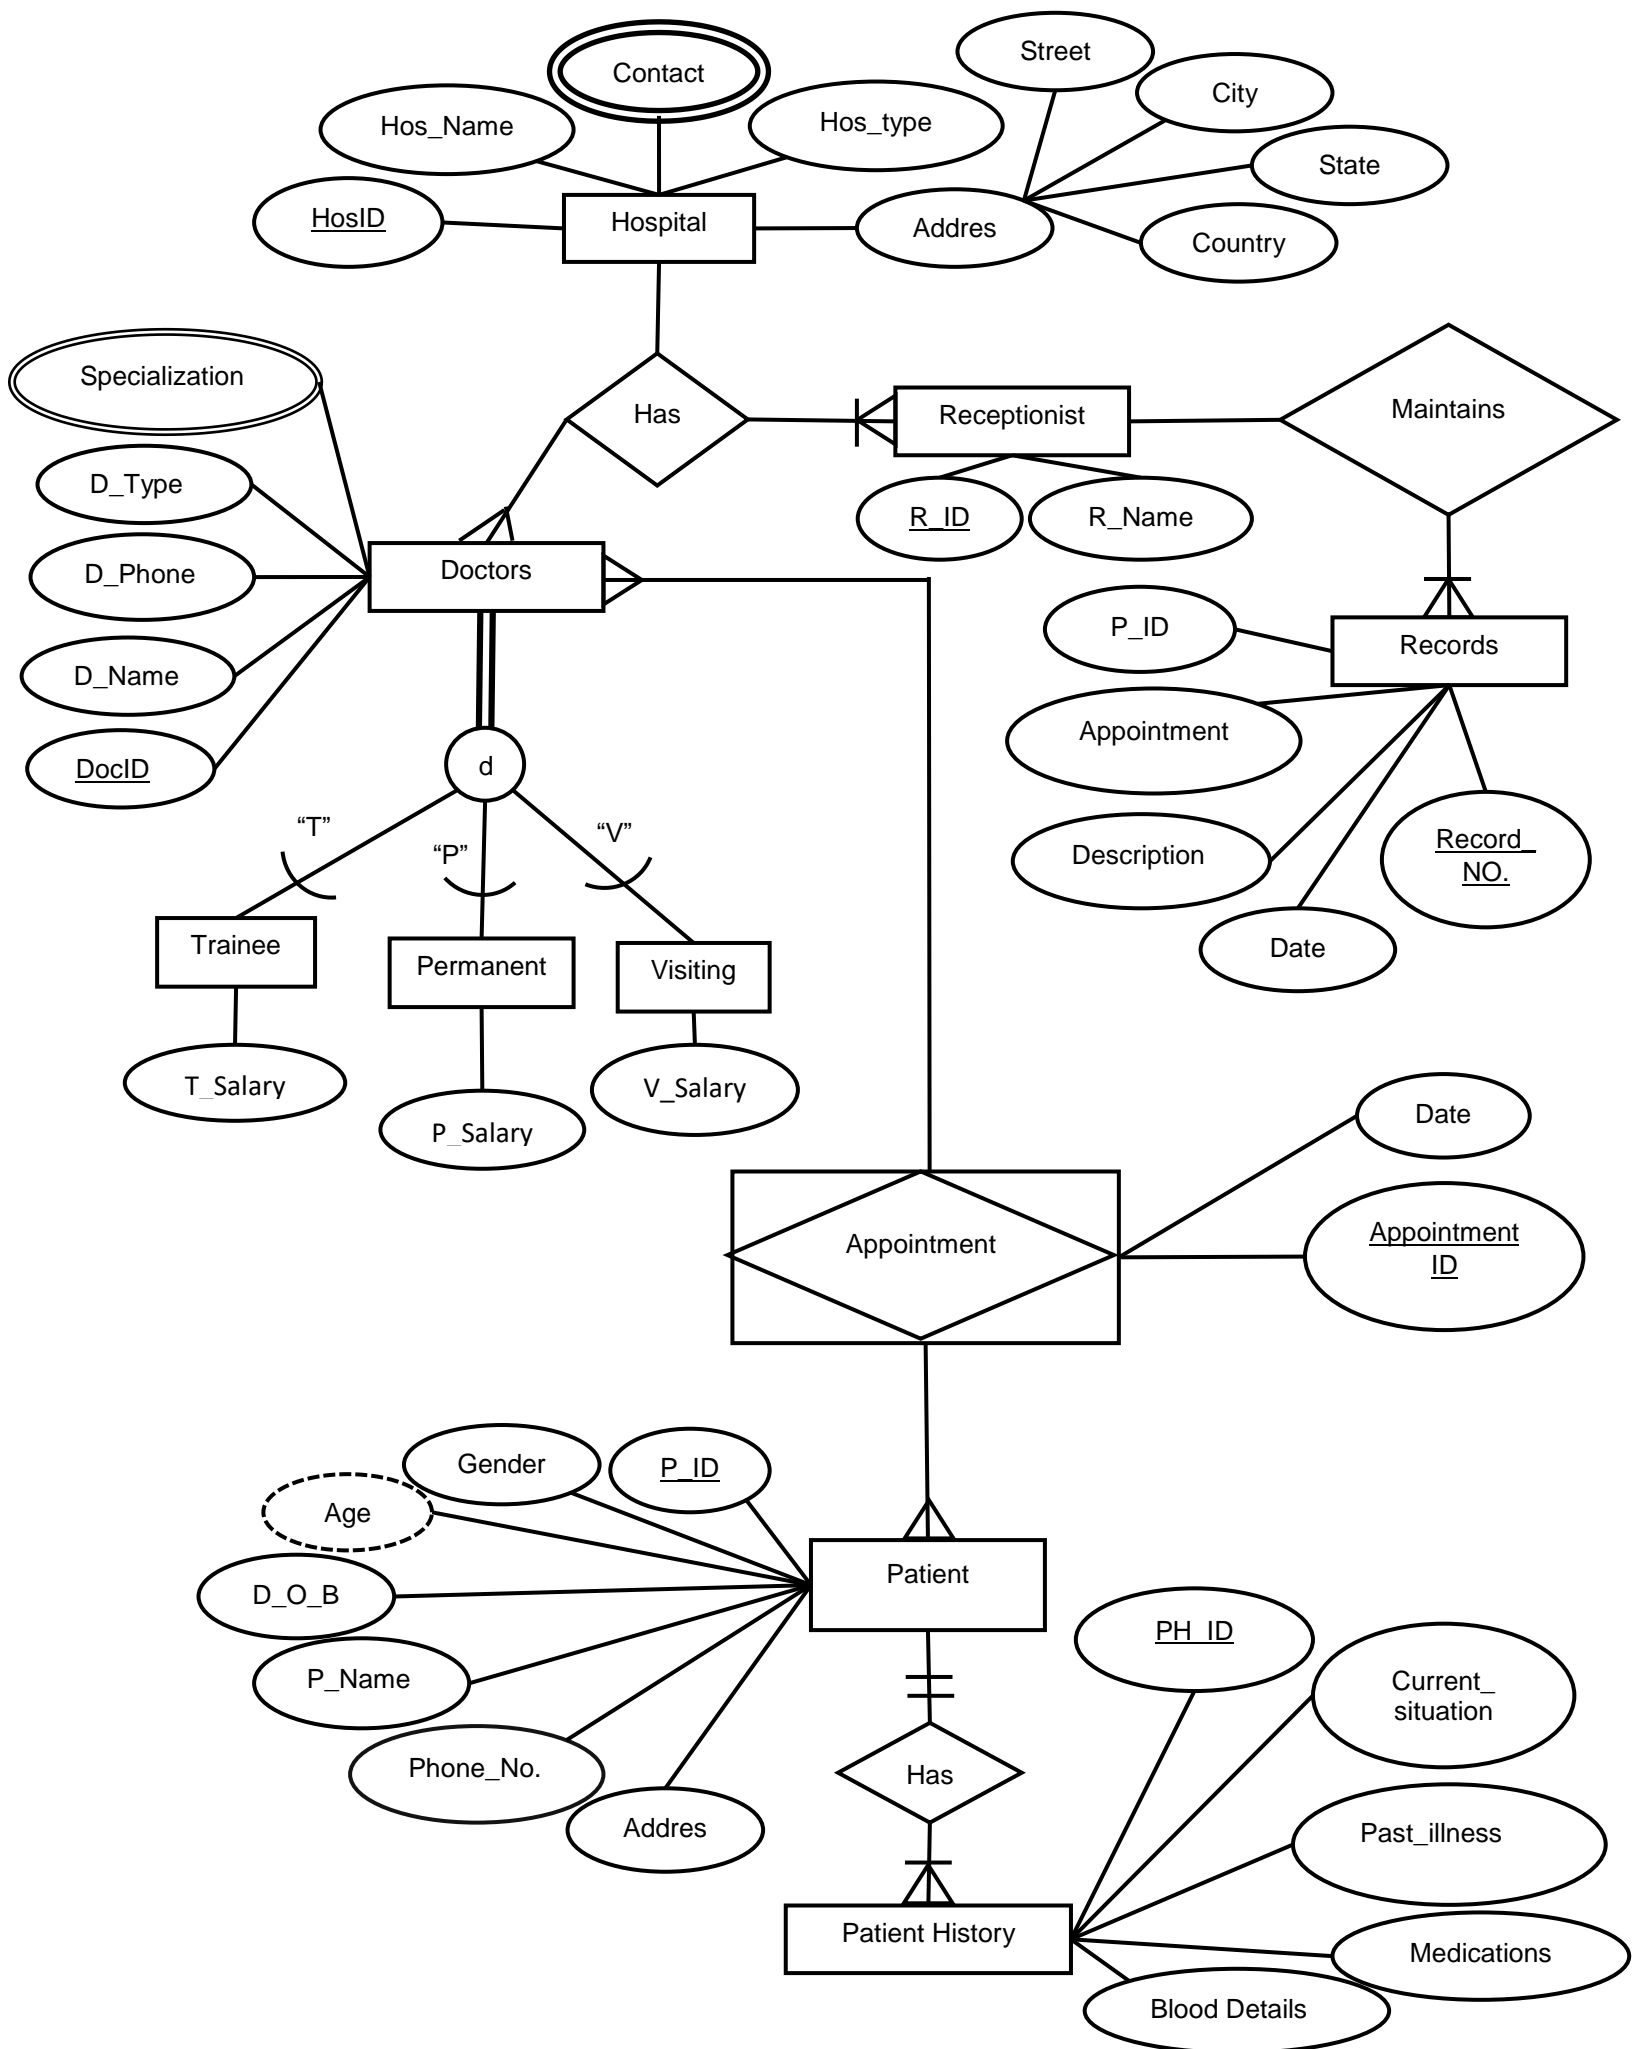 Street
Contact
City
Hos_Name
Hos_type
State
HosID
Hospital
Addres
Country
Specialization
Has
Receptionist
Maintains
D_Type
R_ID
R_Name
D_Phone
Doctors
P_ID
Records
D_Name
Appointment
DocID
d
“T”
“P”
“V”
Description
Record_
NO.
Trainee
Permanent
Visiting
Date
T_Salary
P_Salary
V_Salary
Date
Appointment
Appointment
ID
Gender
P_ID
Age
D_O_B
Patient
P_Name
PH_ID
Current_
situation
Phone_No.
Has
Addres
Past_illness
Patient History
Medications
Blood Details